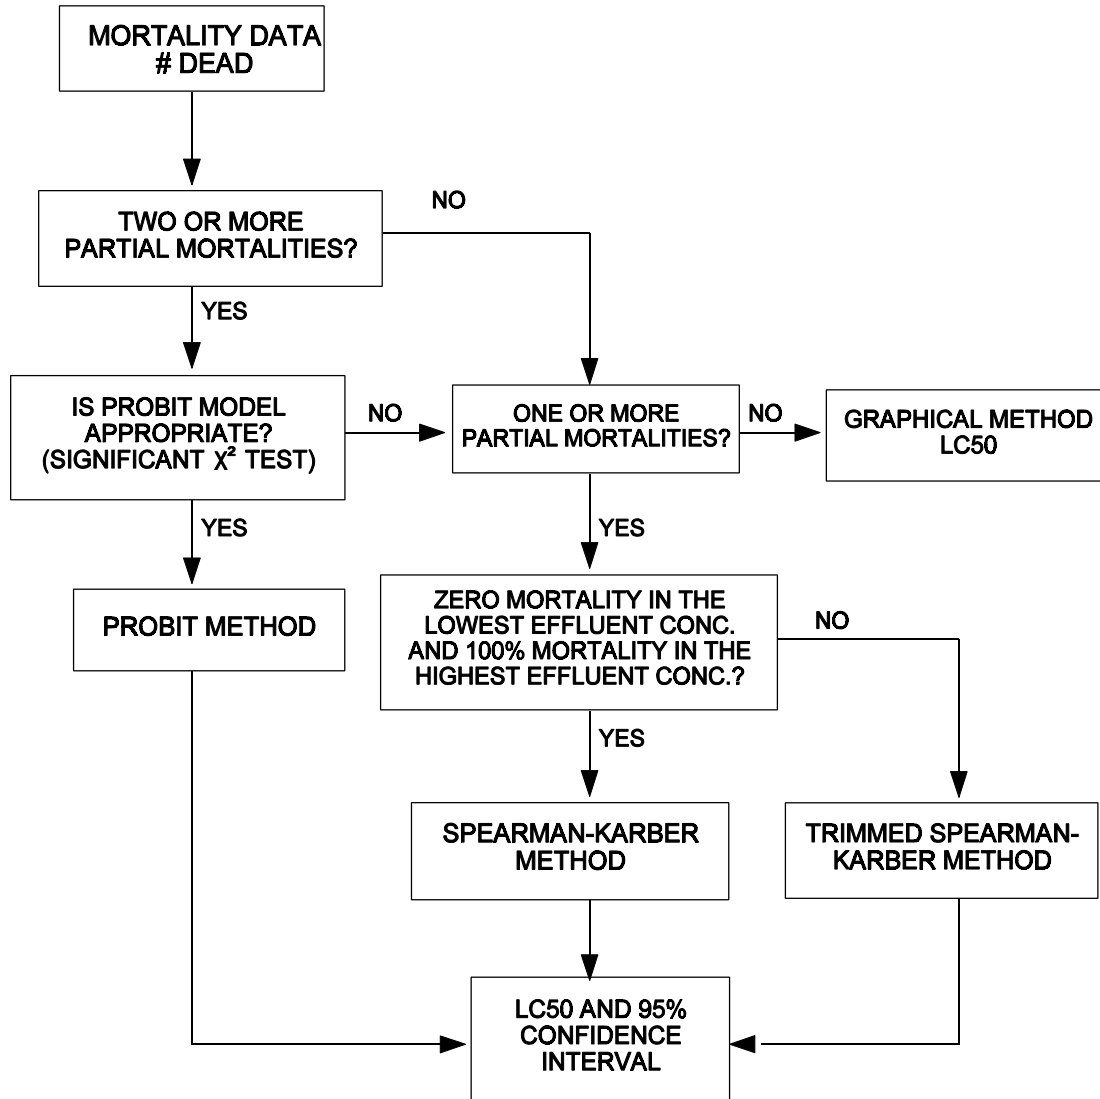 MORTALITY DATA
# DEAD
TWO OR MORE
PARTIAL MORTALITIES?
NO
YES
IS PROBIT MODEL
APPROPRIATE?
(SIGNIFICANT χ² TEST)
NO
ONE OR MORE
PARTIAL MORTALITIES?
NO
GRAPHICAL METHOD
LC50
YES
YES
PROBIT METHOD
ZERO MORTALITY IN THE
LOWEST EFFLUENT CONC.
AND 100% MORTALITY IN THE
HIGHEST EFFLUENT CONC.?
NO
YES
SPEARMAN-KARBER
METHOD
TRIMMED SPEARMAN-
KARBER METHOD
LC50 AND 95%
CONFIDENCE
INTERVAL